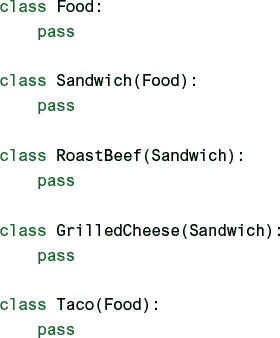 class Food:
    pass

class Sandwich(Food):
    pass

class RoastBeef(Sandwich):
    pass

class GrilledCheese(Sandwich):
    pass

class Taco(Food):
    pass